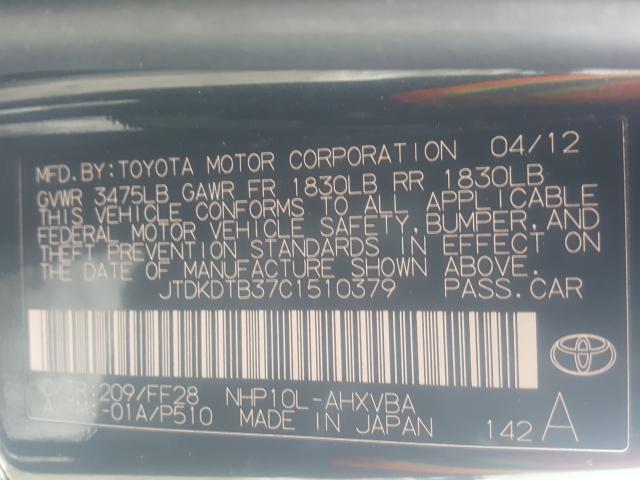 MFD.BY:TOYOTA MOTOR CORPORATION 04/12
GVWR 3475LB GAWR FR 1830LB RR 1830LB
THIS VEHICLE CONFORMS TO ALL APPLICABLE
FEDERAL MOTOR VEHICLE SAFETY,BUMPER,AND
THEFT PREVENTION STANDARDS IN EFFECT ON
THE DATE OF MANUFACTURE SHOWN ABOVE.
JTDKDTB37C1510379 PASS.CAR
C/TR:209/FF28 NHP10L-AHXVBA
A/TM:-01A/P510 MADE IN JAPAN 142 A